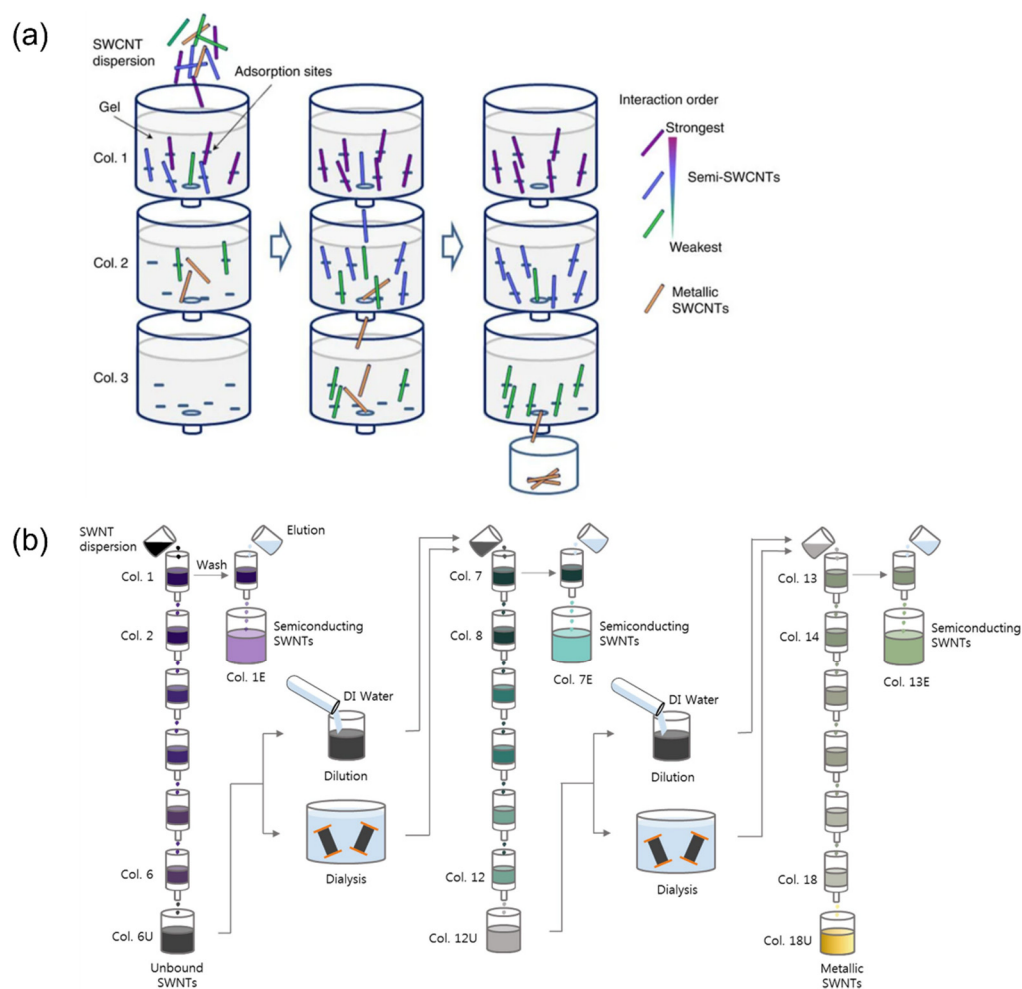 (a)
SWCNT
dispersion
Adsorption sites
Gel
Col. 1
Col. 2
Col. 3
Interaction order
Strongest
Semi-SWCNTs
Weakest
Metallic
SWCNTs
(b)
SWNT
dispersion
Elution
Wash
Col. 1
Col. 2
Semiconducting
SWNTs
Col. 1E
DI Water
Dilution
Dialysis
Col. 6
Col. 6U
Unbound
SWNTs
Col. 7
Col. 8
Semiconducting
SWNTs
Col. 7E
DI Water
Dilution
Dialysis
Col. 12
Col. 12U
Col. 13
Col. 14
Semiconducting
SWNTs
Col. 13E
Col. 18
Col. 18U
Metallic
SWNTs